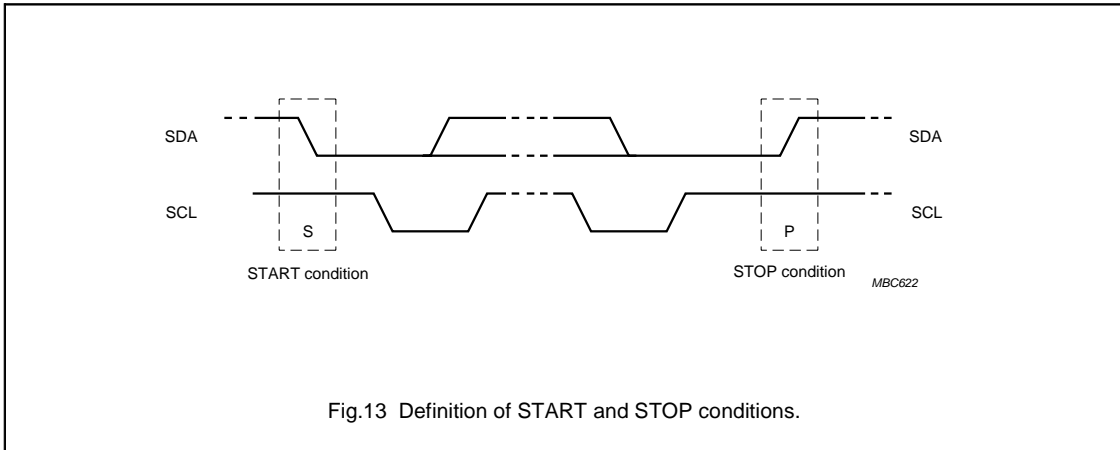 SDA
SDA
SCL
SCL
S
P
START condition
STOP condition
MBC622
Fig.13 Definition of START and STOP conditions.